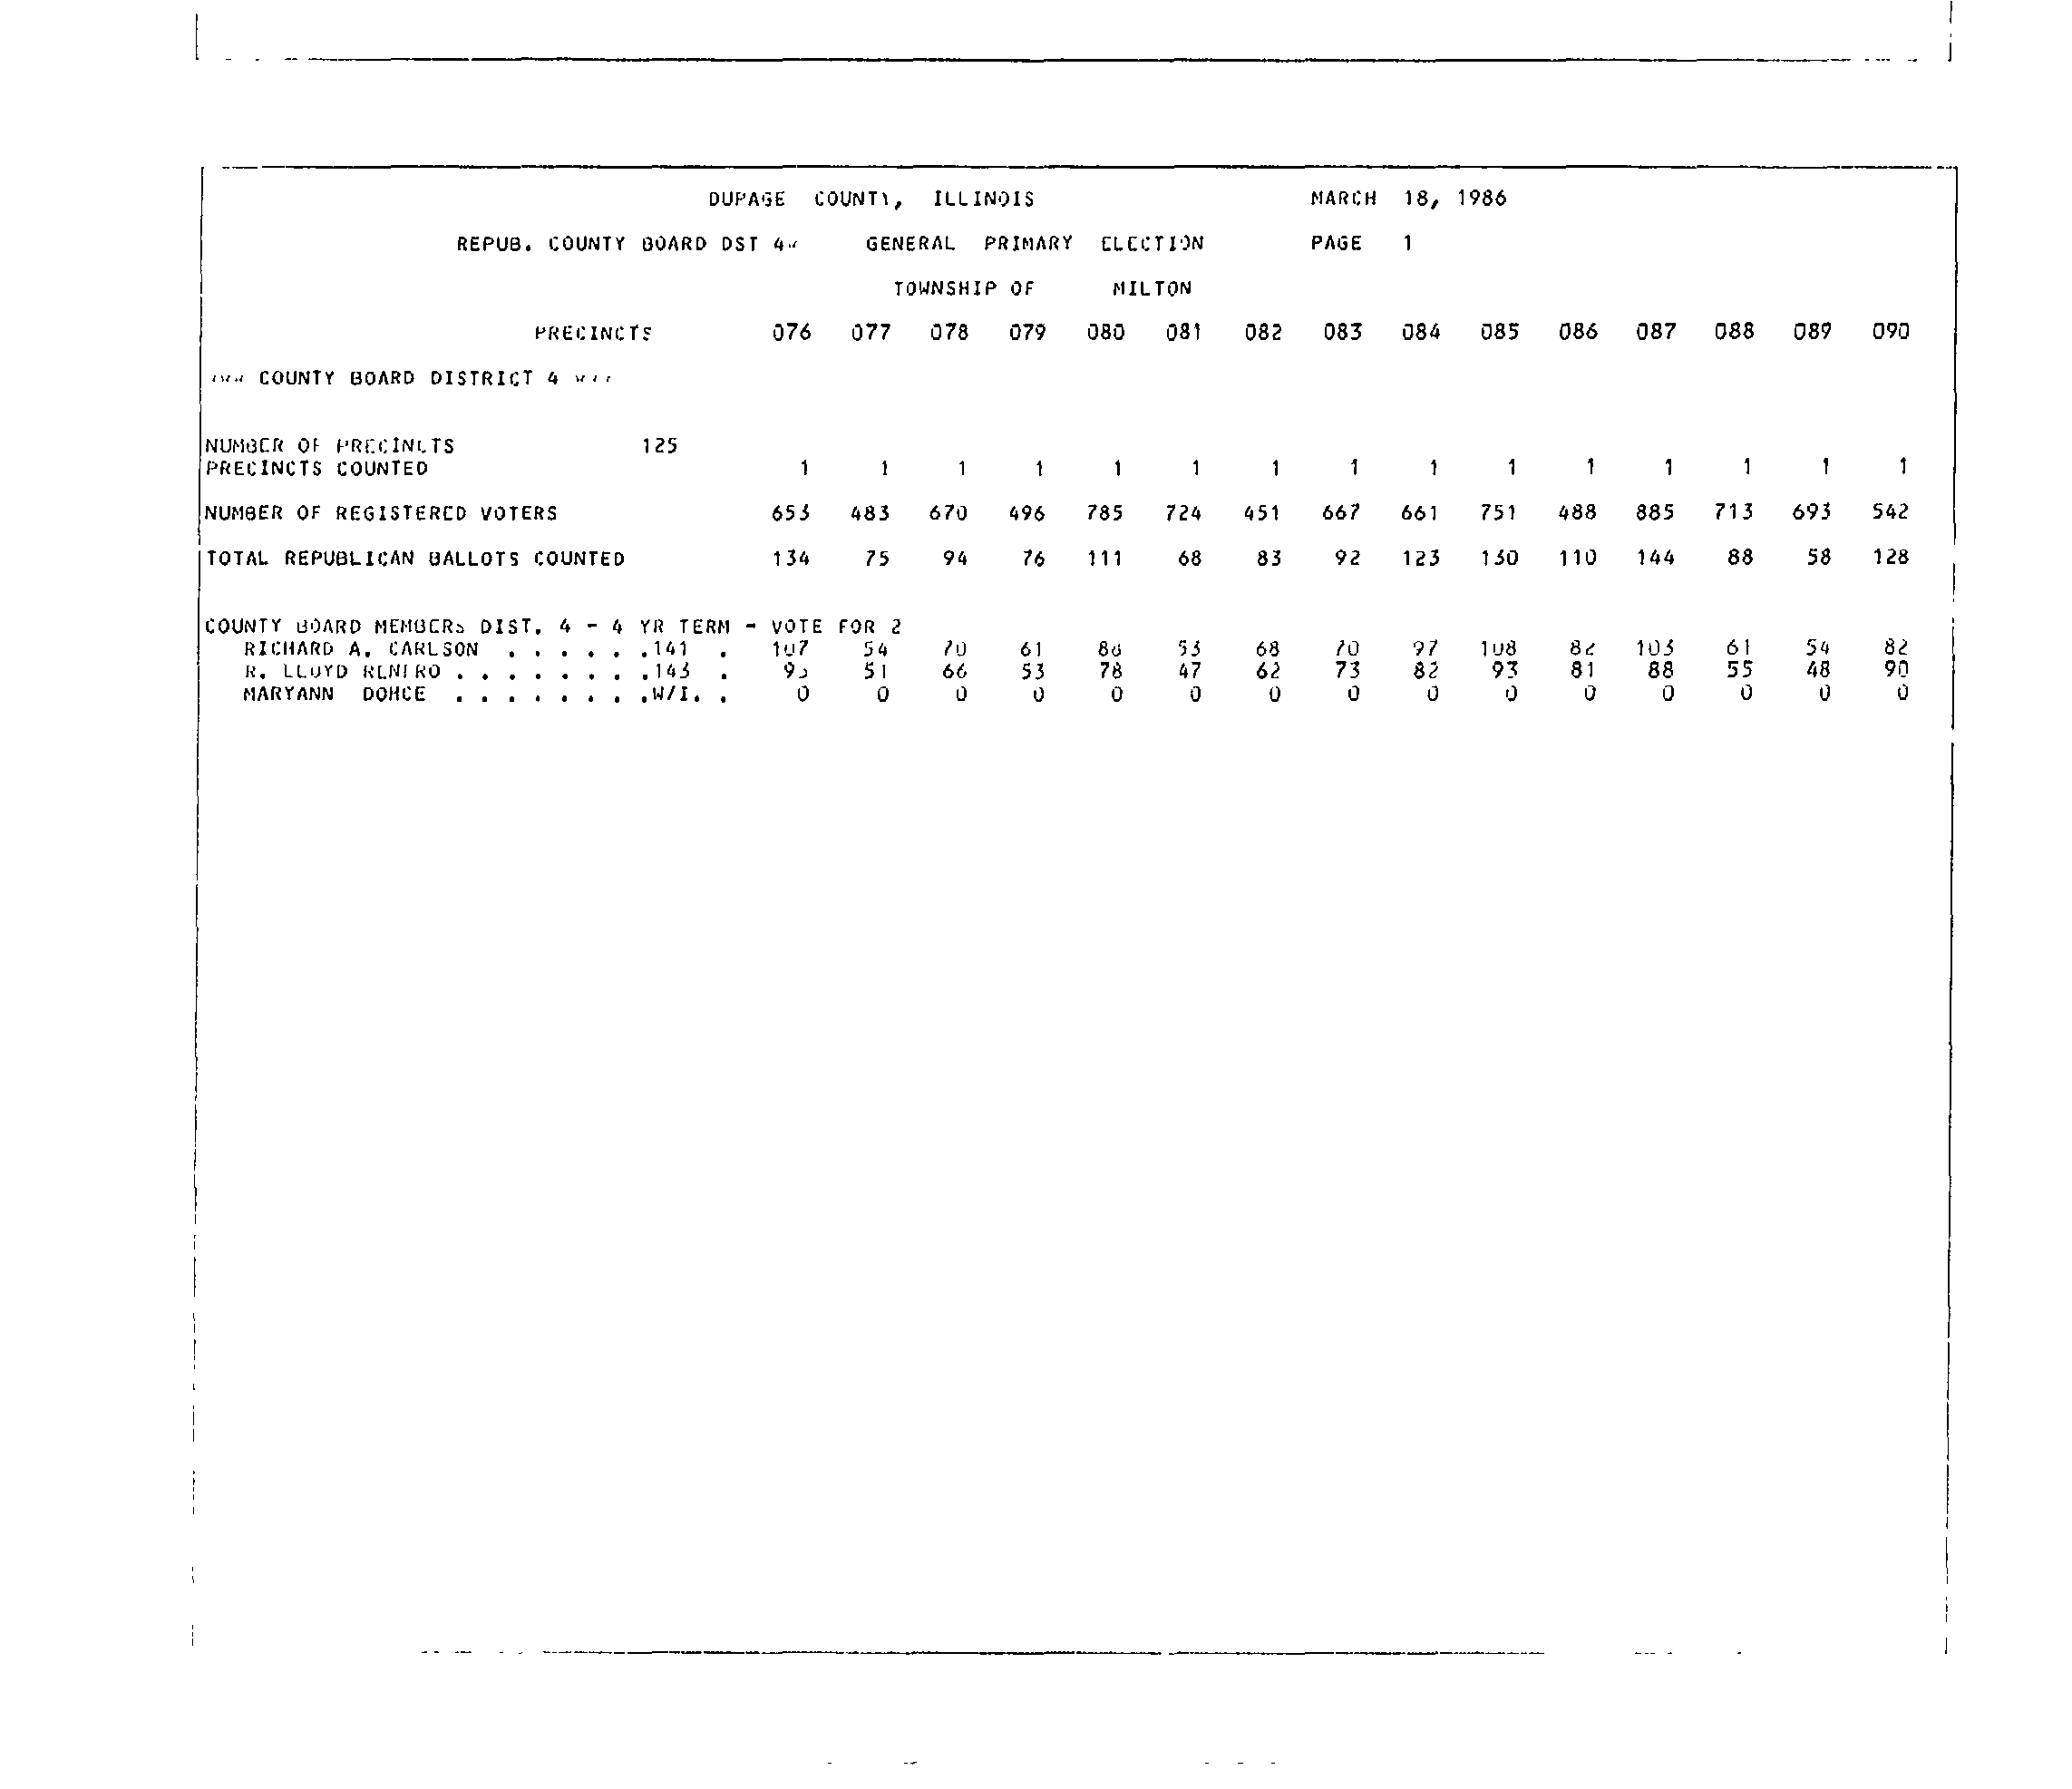 DUPAGE COUNTY, ILLINOIS MARCH 18, 1986
REPUB. COUNTY BOARD DST 4 GENERAL PRIMARY ELECTION PAGE 1
TOWNSHIP OF MILTON
PRECINCTS 076 077 078 079 080 081 082 083 084 085 086 087 088 089 090
COUNTY BOARD DISTRICT 4
NUMBER OF PRECINCTS 125
PRECINCTS COUNTED 1 1 1 1 1 1 1 1 1 1 1 1 1 1 1
NUMBER OF REGISTERED VOTERS 653 483 670 496 785 724 451 667 661 751 488 885 713 693 542
TOTAL REPUBLICAN BALLOTS COUNTED 134 75 94 76 111 68 83 92 123 130 110 144 88 58 128
COUNTY BOARD MEMBERS DIST. 4 - 4 YR TERM - VOTE FOR 2
RICHARD A. CARLSON . . . . . .141 . 107 54 70 61 53 68 70 97 108 82 103 61 54 82
R. LLOYD . . . . . . . .143 . 51 66 53 78 47 62 73 82 93 81 88 55 48 90
MARYANN . . . . . . . .W/I. . 0 0 0 0 0 0 0 0 0 0 0 0 0 0 0